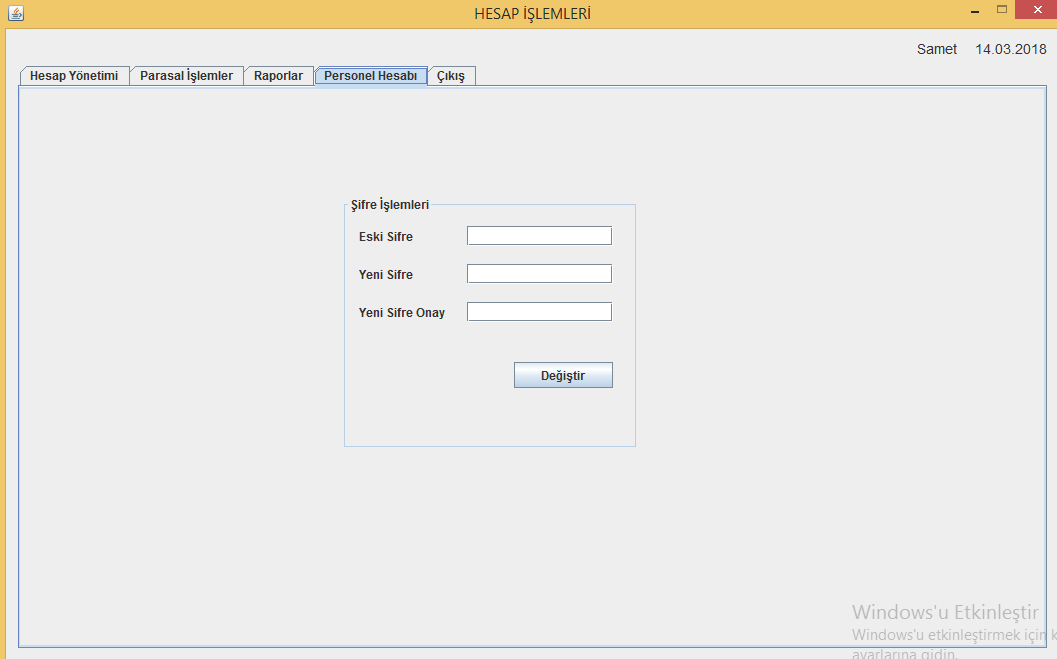 HESAP İŞLEMLERİ
Samet 14.03.2018
Hesap Yönetimi Parasal İşlemler Raporlar Personel Hesabı Çıkış
Şifre İşlemleri
Eski Sifre
Yeni Sifre
Yeni Sifre Onay
Değiştir
Windows'u Etkinleştir
Windows'u etkinleştirmek için k
ayarlarına gidin.